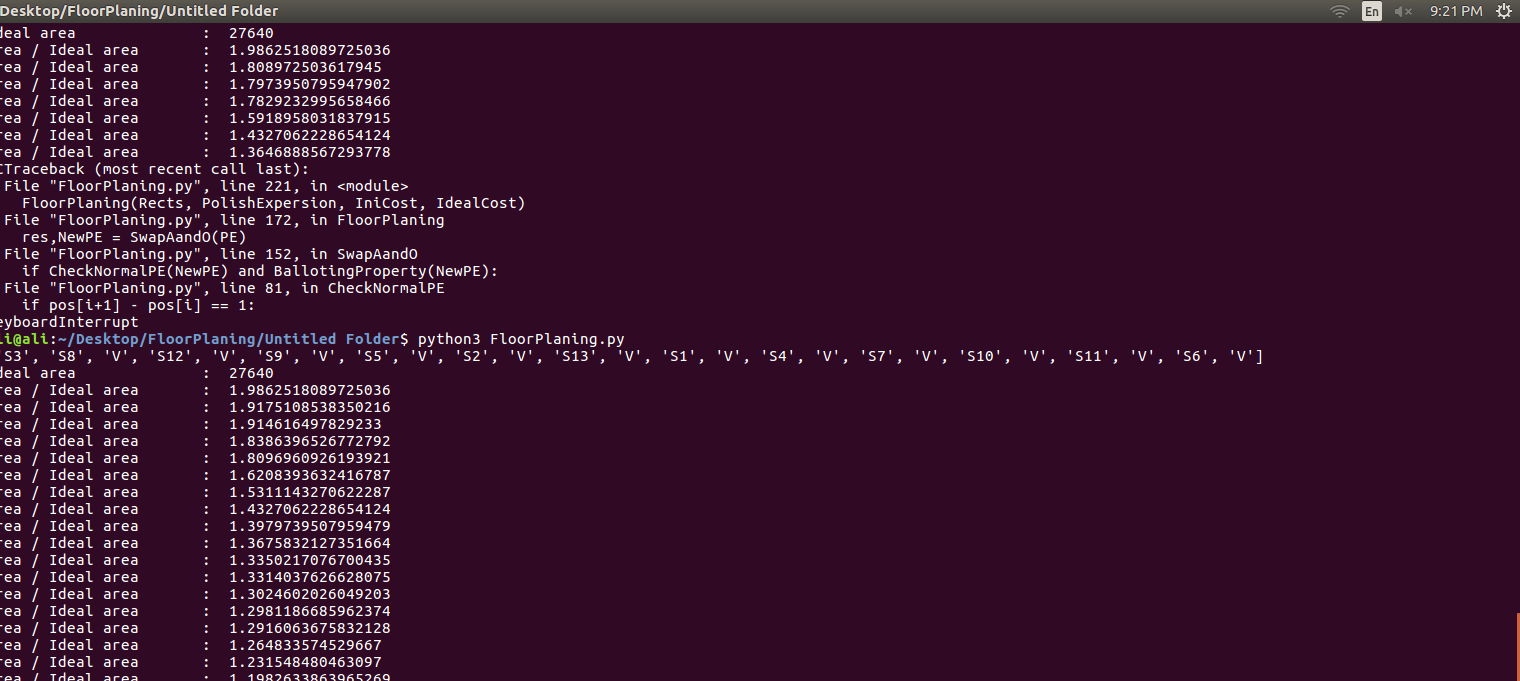 Desktop/FloorPlaning/Untitled Folder En 9:21 PM
deal area : 27640
rea / Ideal area : 1.9862518089725036
rea / Ideal area : 1.808972503617945
rea / Ideal area : 1.7973950795947902
rea / Ideal area : 1.7829232995658466
rea / Ideal area : 1.5918958031837915
rea / Ideal area : 1.4327062228654124
rea / Ideal area : 1.3646888567293778
CTraceback (most recent call last):
File "FloorPlaning.py", line 221, in <module>
FloorPlaning(Rects, PolishExpersion, IniCost, IdealCost)
File "FloorPlaning.py", line 172, in FloorPlaning
res,NewPE = SwapAandO(PE)
File "FloorPlaning.py", line 152, in SwapAandO
if CheckNormalPE(NewPE) and BallotingProperty(NewPE):
File "FloorPlaning.py", line 81, in CheckNormalPE
if pos[i+1] - pos[i] == 1:
eyboardInterrupt
li@ali:~/Desktop/FloorPlaning/Untitled Folder$ python3 FloorPlaning.py
'S3', 'S8', 'V', 'S12', 'V', 'S9', 'V', 'S5', 'V', 'S2', 'V', 'S13', 'V', 'S1', 'V', 'S4', 'V', 'S7', 'V', 'S10', 'V', 'S11', 'V', 'S6', 'V']
deal area : 27640
rea / Ideal area : 1.9862518089725036
rea / Ideal area : 1.9175108538350216
rea / Ideal area : 1.914616497829233
rea / Ideal area : 1.8386396526772792
rea / Ideal area : 1.8096960926193921
rea / Ideal area : 1.6208393632416787
rea / Ideal area : 1.5311143270622287
rea / Ideal area : 1.4327062228654124
rea / Ideal area : 1.3979739507959479
rea / Ideal area : 1.3675832127351664
rea / Ideal area : 1.3350217076700435
rea / Ideal area : 1.3314037626628075
rea / Ideal area : 1.3024602026049203
rea / Ideal area : 1.2981186685962374
rea / Ideal area : 1.2916063675832128
rea / Ideal area : 1.264833574529667
rea / Ideal area : 1.231548480463097
rea / Ideal area : 1.1982633863965269